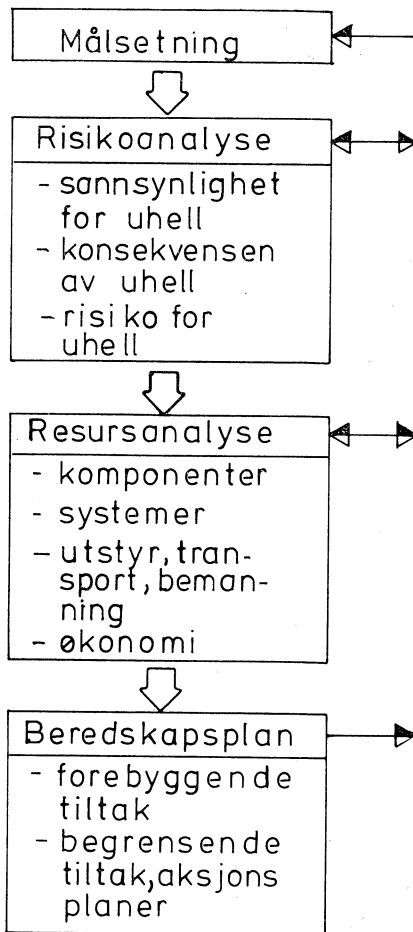 Målsetning
Risikoanalyse
- sannsynlighet
for uhell
- konsekvensen
av uhell
- risiko for
uhell
Resursanalyse
- komponenter
- systemer
- utstyr, tran-
sport, beman-
ning
- økonomi
Beredskapsplan
- forebyggende
tiltak
- begrensende
tiltak, aksjons
planer